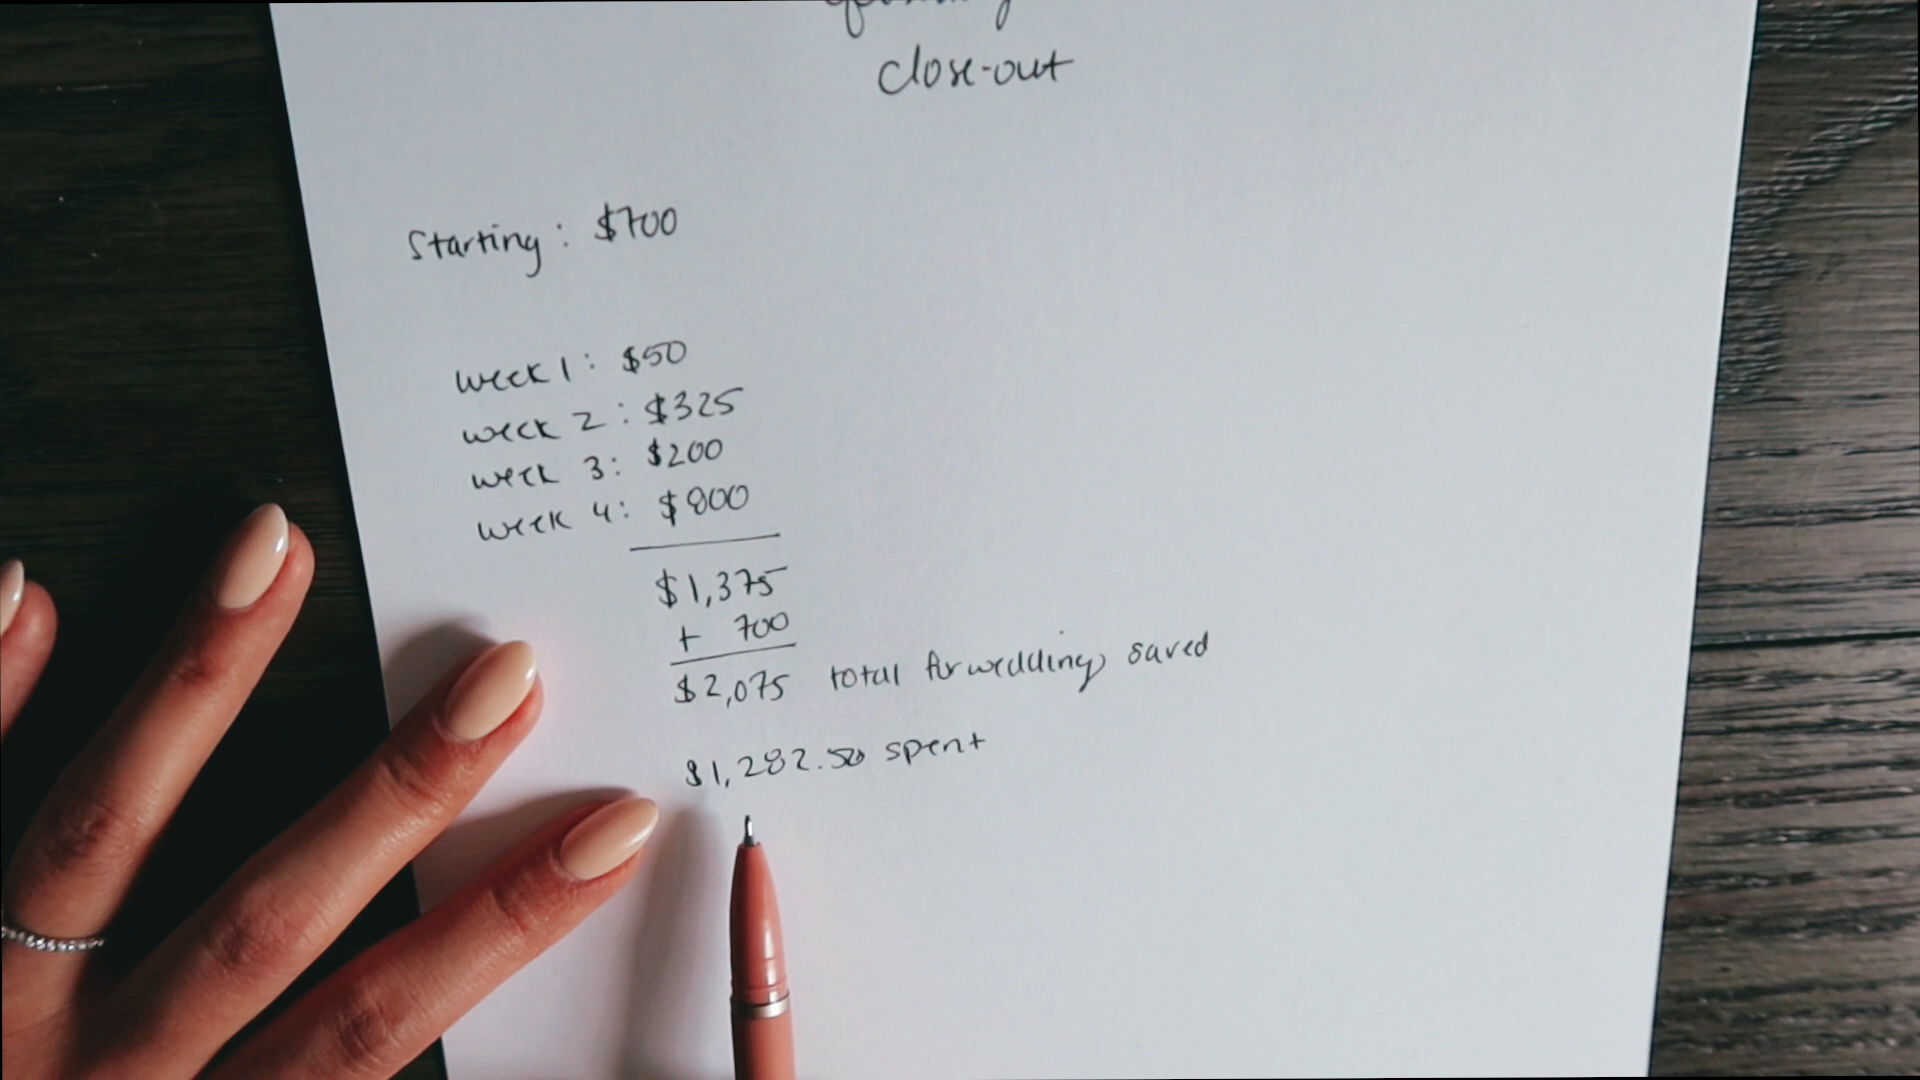 close-out
Starting: $700
week 1: $50
week 2: $325
week 3: $200
week 4: $800
$1,375
+ 700
$2,075 total for wedding saved
$1,282.50 spent